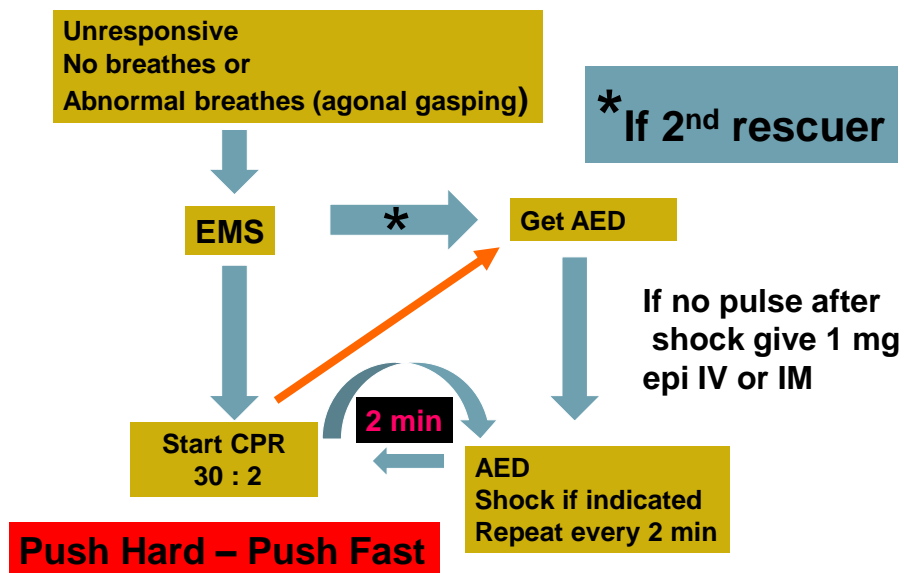 Unresponsive
No breathes or
Abnormal breathes (agonal gasping)
*If 2nd rescuer
EMS
*
Get AED
If no pulse after
shock give 1 mg
epi IV or IM
2 min
Start CPR
30 : 2
AED
Shock if indicated
Repeat every 2 min
Push Hard – Push Fast